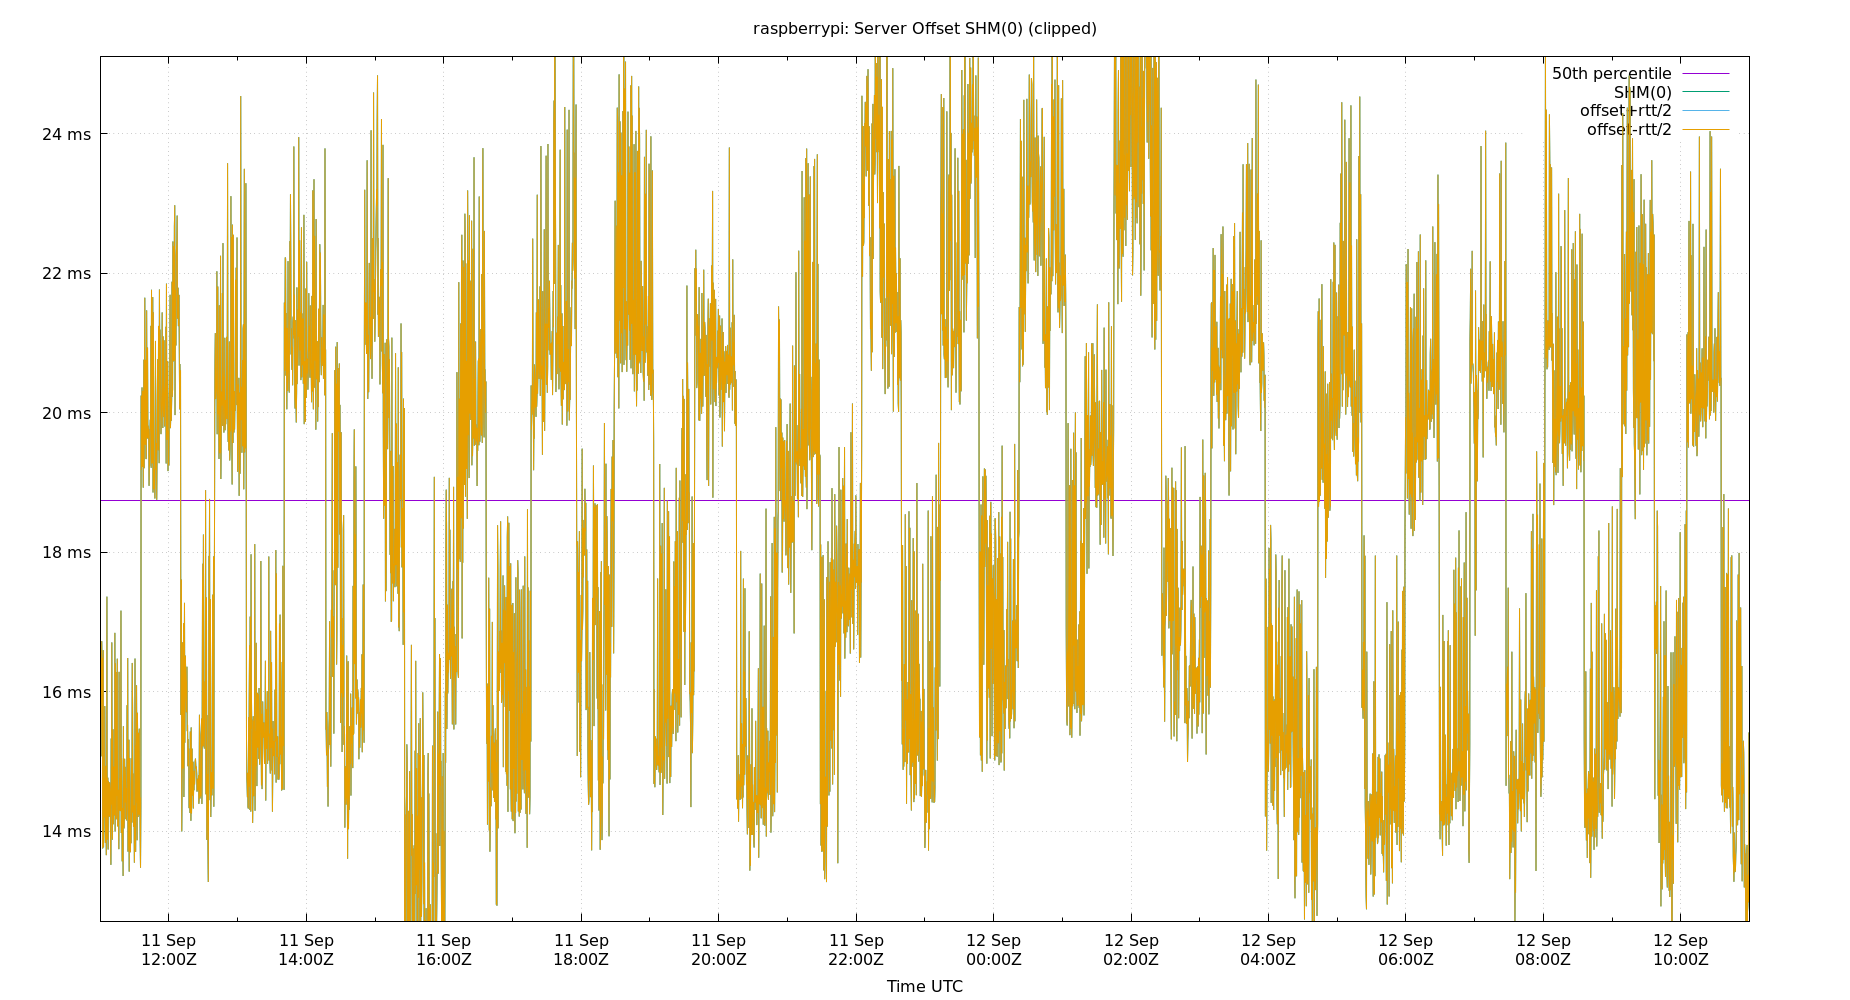 raspberrypi: Server Offset SHM(0) (clipped)
50th percentile
SHM(0)
offset+rtt/2
offset-rtt/2
24 ms
22 ms
20 ms
18 ms
16 ms
14 ms
11 Sep 11 Sep 11 Sep 11 Sep 11 Sep 11 Sep 12 Sep 12 Sep 12 Sep 12 Sep 12 Sep 12 Sep
12:00Z 14:00Z 16:00Z 18:00Z 20:00Z 22:00Z 00:00Z 02:00Z 04:00Z 06:00Z 08:00Z 10:00Z
Time UTC